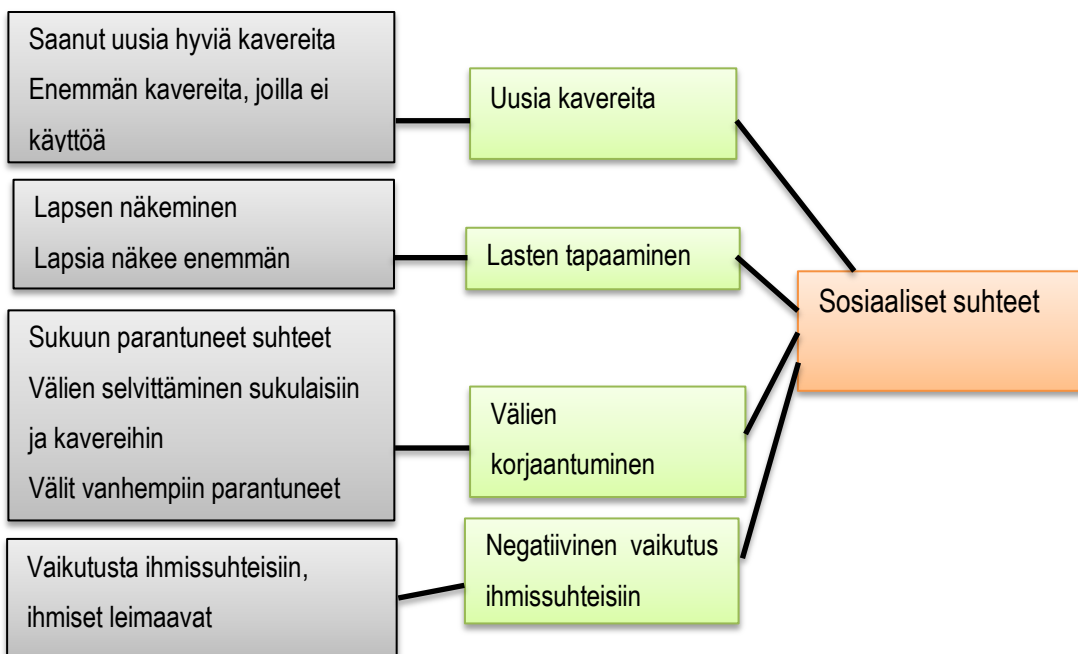 Saanut uusia hyviä kavereita
Enemmän kavereita, joilla ei
käyttöä
Uusia kavereita
Lapsen näkeminen
Lapsia näkee enemmän
Lasten tapaaminen
Sukuun parantuneet suhteet
Välien selvittäminen sukulaisiin
ja kavereihin
Välit vanhempiin parantuneet
Välien
korjaantuminen
Vaikutusta ihmissuhteisiin,
ihmiset leimaavat
Negatiivinen vaikutus
ihmissuhteisiin
Sosiaaliset suhteet